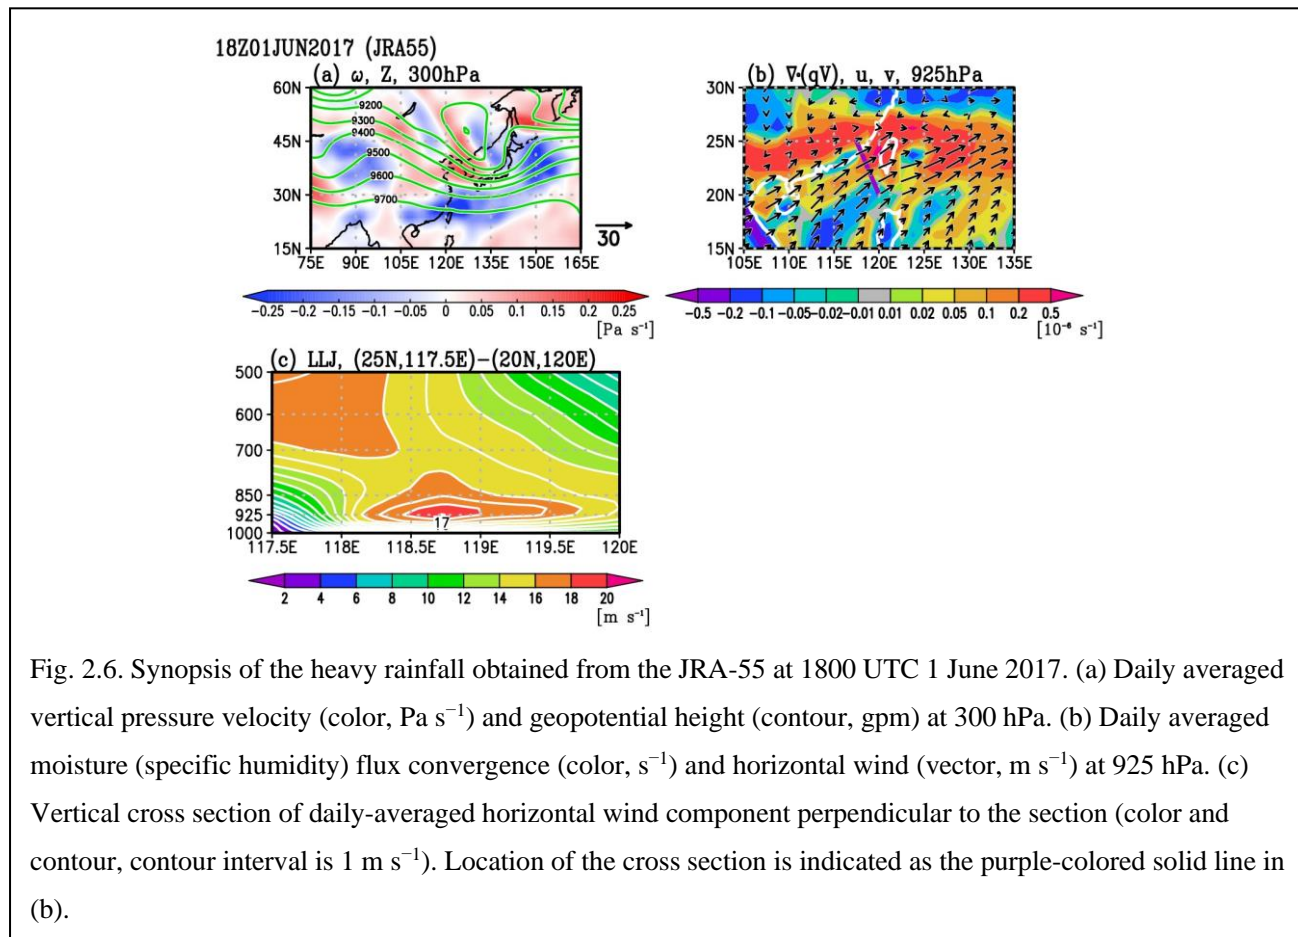 18Z01JUN2017 (JRA55)
(a) ω, Z, 300hPa
60N
45N
30N
15N
9200
9300
9400
9500
9600
9700
75E 90E 105E 120E 135E 150E 165E
30
−0.25 −0.2 −0.15 −0.1 −0.05 0 0.05 0.1 0.15 0.2 0.25
[Pa s⁻¹]
(b) ∇•(qV), u, v, 925hPa
30N
25N
20N
15N
105E 110E 115E 120E 125E 130E 135E
−0.5 −0.2 −0.1 −0.05 −0.02 −0.01 0.01 0.02 0.05 0.1 0.2 0.5
[10⁻⁶ s⁻¹]
(c) LLJ, (25N,117.5E)−(20N,120E)
500
600
700
850
925
1000
17
117.5E 118E 118.5E 119E 119.5E 120E
2 4 6 8 10 12 14 16 18 20
[m s⁻¹]
Fig. 2.6. Synopsis of the heavy rainfall obtained from the JRA-55 at 1800 UTC 1 June 2017. (a) Daily averaged
vertical pressure velocity (color, Pa s⁻¹) and geopotential height (contour, gpm) at 300 hPa. (b) Daily averaged
moisture (specific humidity) flux convergence (color, s⁻¹) and horizontal wind (vector, m s⁻¹) at 925 hPa. (c)
Vertical cross section of daily-averaged horizontal wind component perpendicular to the section (color and
contour, contour interval is 1 m s⁻¹). Location of the cross section is indicated as the purple-colored solid line in
(b).